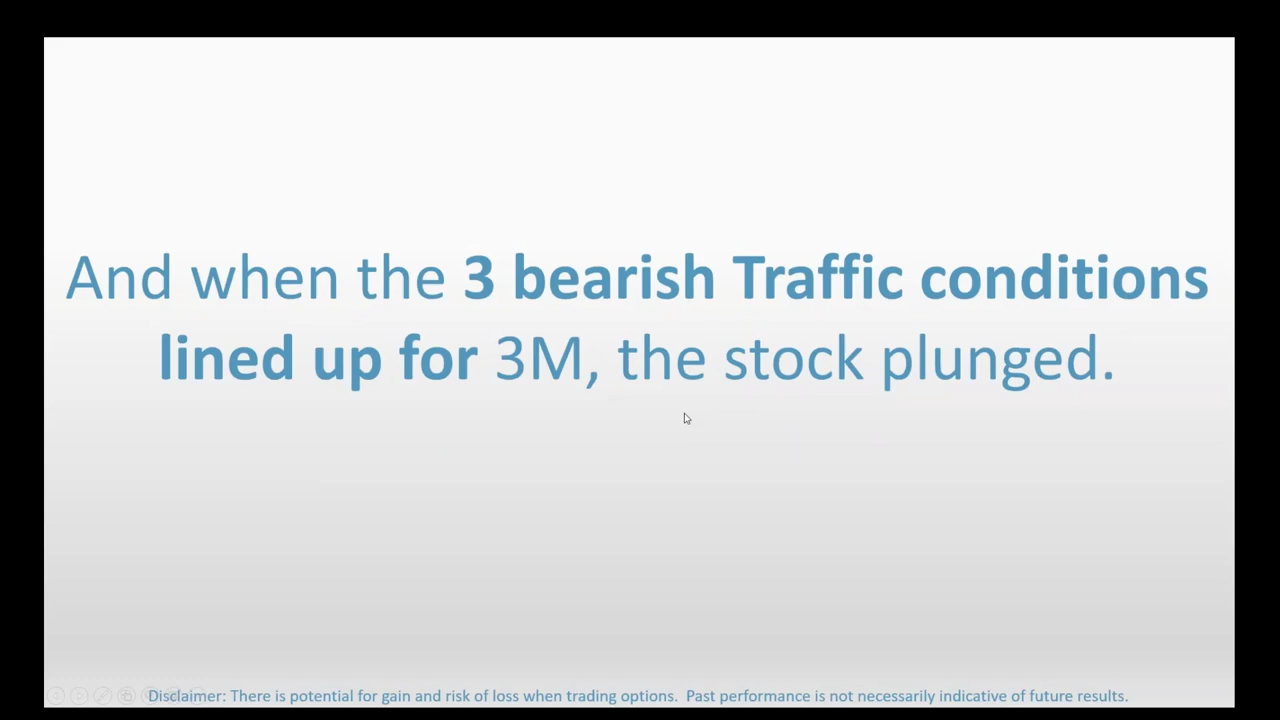 And when the 3 bearish Traffic conditions
lined up for 3M, the stock plunged.
Disclaimer: There is potential for gain and risk of loss when trading options.  Past performance is not necessarily indicative of future results.